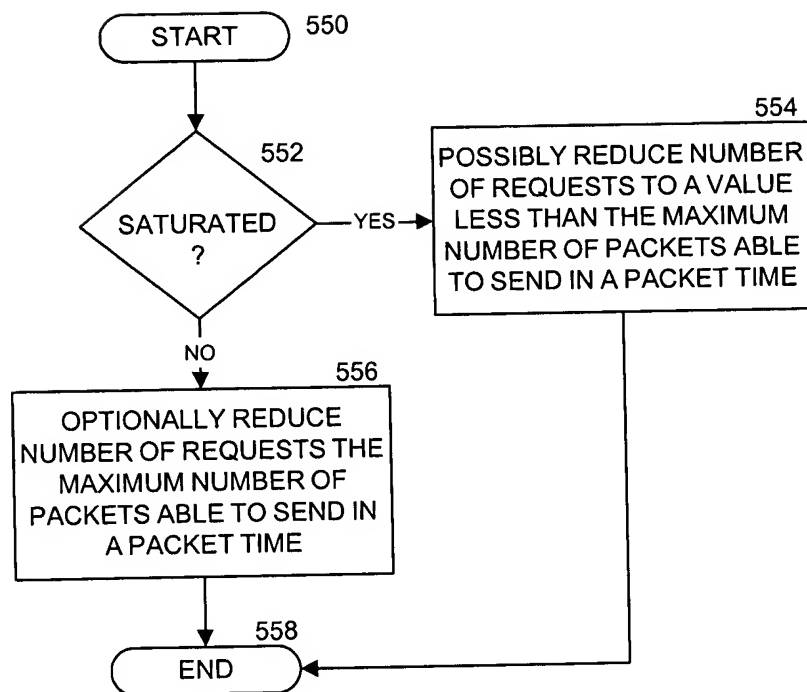 START
550
552
SATURATED
?
YES
554
POSSIBLY REDUCE NUMBER
OF REQUESTS TO A VALUE
LESS THAN THE MAXIMUM
NUMBER OF PACKETS ABLE
TO SEND IN A PACKET TIME
NO
556
OPTIONALLY REDUCE
NUMBER OF REQUESTS THE
MAXIMUM NUMBER OF
PACKETS ABLE TO SEND IN
A PACKET TIME
558
END